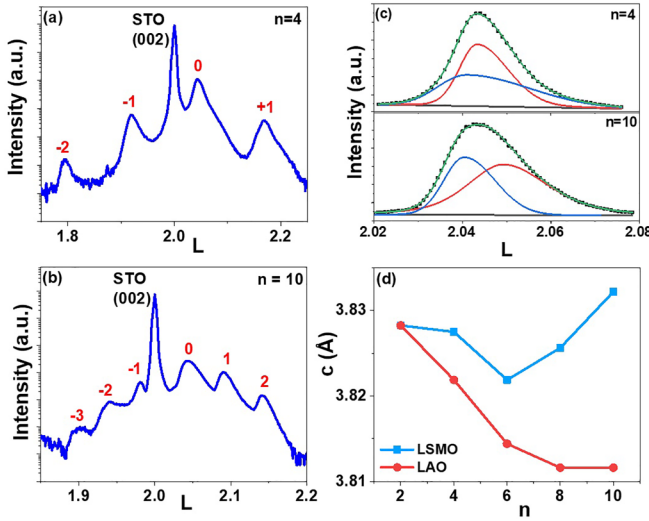 (a)
STO
(002)
n=4
0
-1
+1
-2
Intensity (a.u.)
1.8
2.0
2.2
L
(b)
STO
(002)
n = 10
0
1
-1
2
-2
-3
Intensity (a.u.)
1.9
2.0
2.1
2.2
L
(c)
n=4
n=10
Intensity (a.u.)
2.02
2.04
2.06
2.08
L
(d)
3.83
3.82
3.81
c (Å)
LSMO
LAO
2
4
6
8
10
n